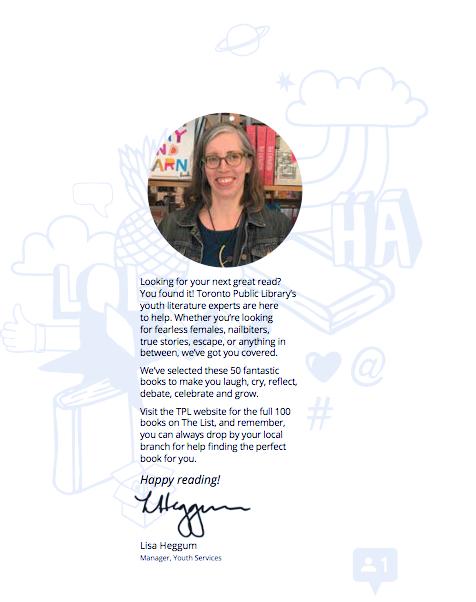 HA
LOL
Looking for your next great read?
You found it! Toronto Public Library's
youth literature experts are here
to help. Whether you're looking
for fearless females, nailbiters,
true stories, escape, or anything in
between, we've got you covered.
We've selected these 50 fantastic
books to make you laugh, cry, reflect,
debate, celebrate and grow.
Visit the TPL website for the full 100
books on The List, and remember,
you can always drop by your local
branch for help finding the perfect
book for you.
Happy reading!
LHeggum
Lisa Heggum
Manager, Youth Services
@
#
1